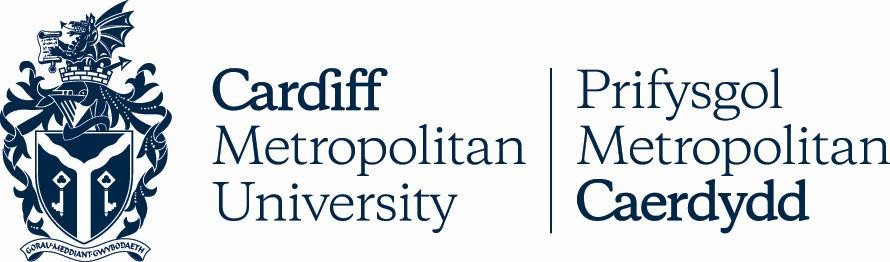 Cardiff
Metropolitan
University
Prifysgol
Metropolitan
Caerdydd
GORAU·MEDDIANT·GWYBODAETH